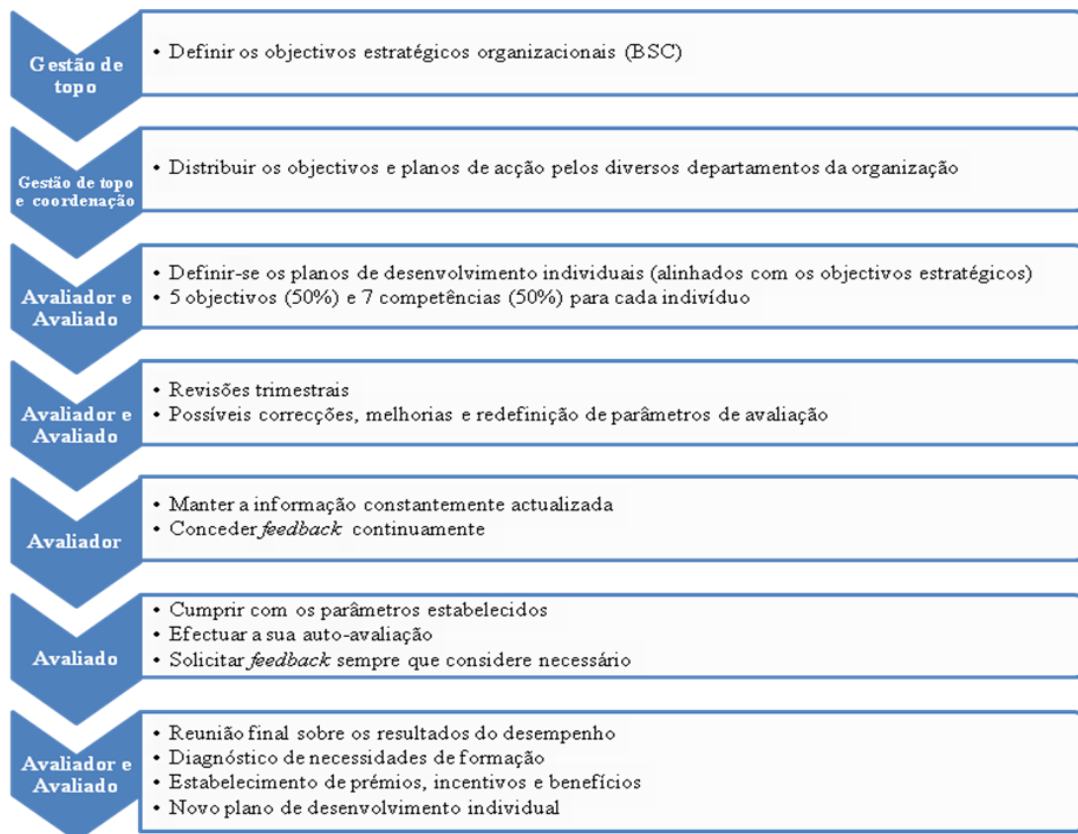 Gestão de
topo
• Definir os objectivos estratégicos organizacionais (BSC)
Gestão de topo
e coordenação
• Distribuir os objectivos e planos de acção pelos diversos departamentos da organização
Avaliador e
Avaliado
• Definir-se os planos de desenvolvimento individuais (alinhados com os objectivos estratégicos)
• 5 objectivos (50%) e 7 competências (50%) para cada indivíduo
Avaliador e
Avaliado
• Revisões trimestrais
• Possíveis correcções, melhorias e redefinição de parâmetros de avaliação
Avaliador
• Manter a informação constantemente actualizada
• Conceder feedback continuamente
Avaliado
• Cumprir com os parâmetros estabelecidos
• Efectuar a sua auto-avaliação
• Solicitar feedback sempre que considere necessário
Avaliador e
Avaliado
• Reunião final sobre os resultados do desempenho
• Diagnóstico de necessidades de formação
• Estabelecimento de prémios, incentivos e benefícios
• Novo plano de desenvolvimento individual